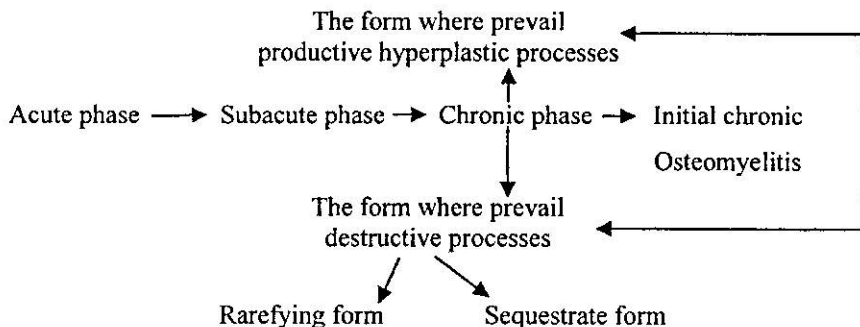 The form where prevail
productive hyperplastic processes
Acute phase
Subacute phase
Chronic phase
Initial chronic
Osteomyelitis
The form where prevail
destructive processes
Rarefying form
Sequestrate form